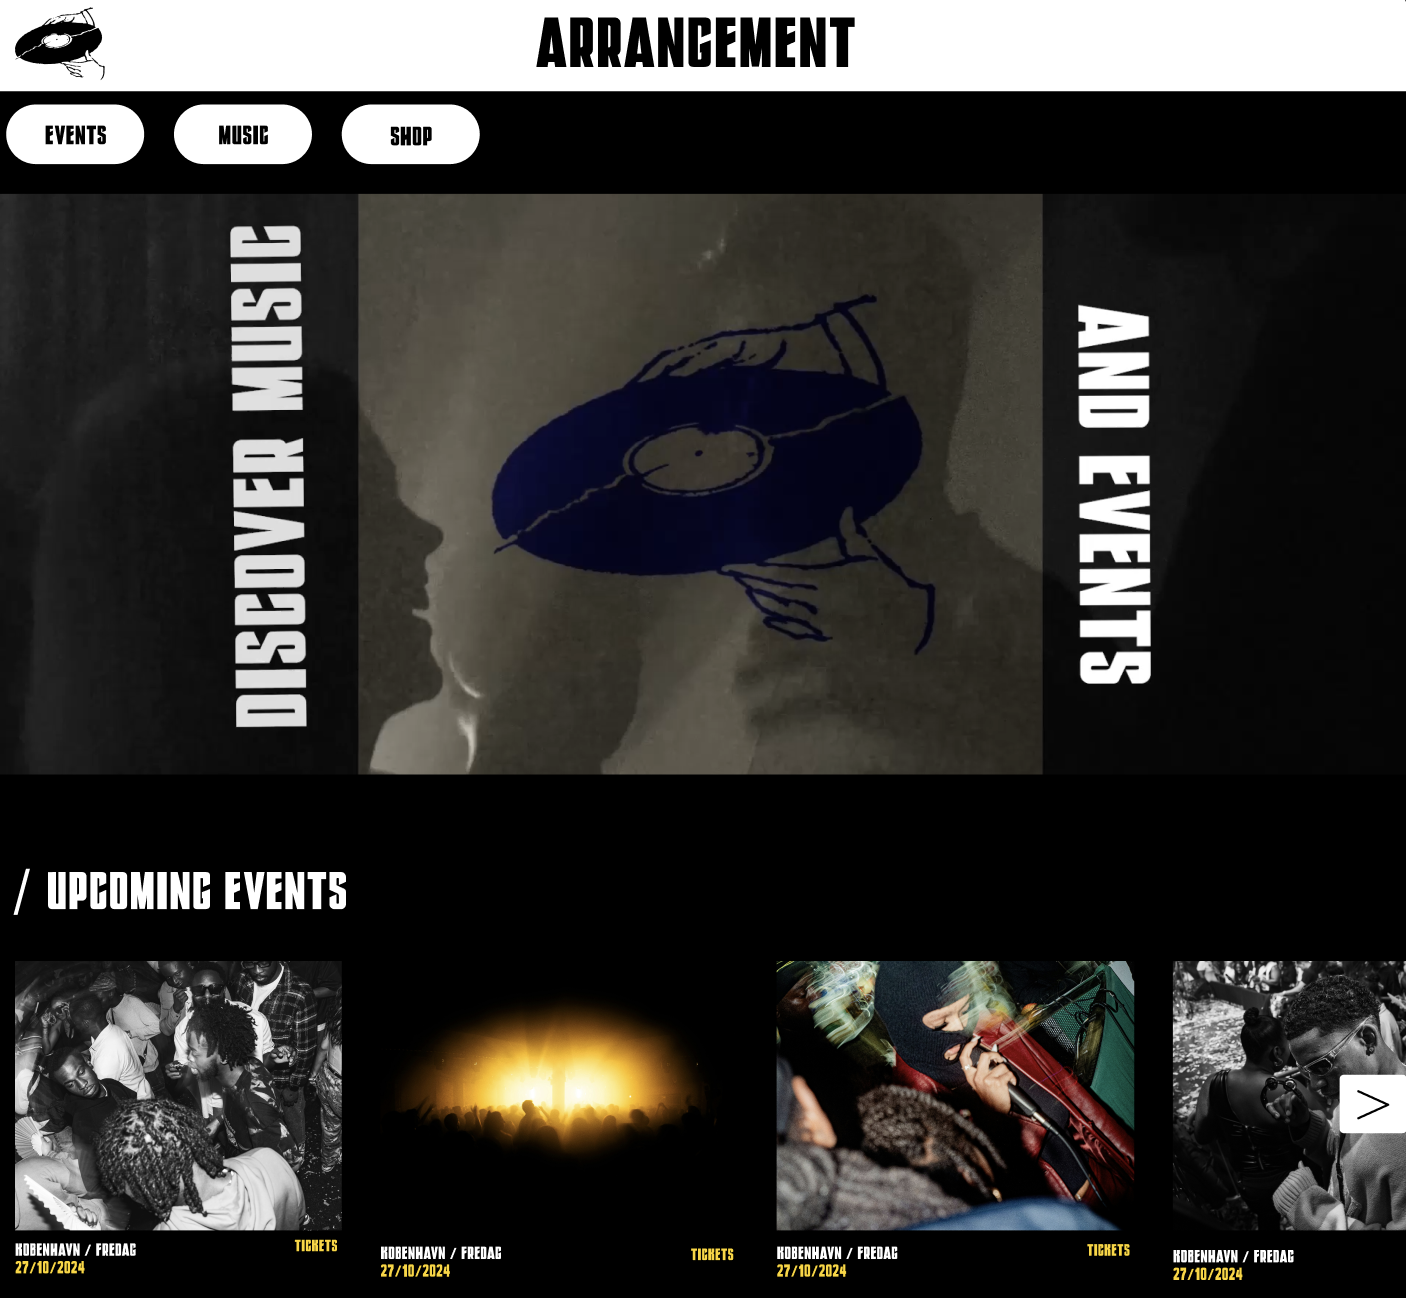 ARRANGEMENT
EVENTS
MUSIC
SHOP
DISCOVER MUSIC
AND EVENTS
/ UPCOMING EVENTS
>
KOBENHAVN / FREDAG
TICKETS
27/10/2024
KOBENHAVN / FREDAG
TICKETS
27/10/2024
KOBENHAVN / FREDAG
TICKETS
27/10/2024
KOBENHAVN / FREDAG
27/10/2024